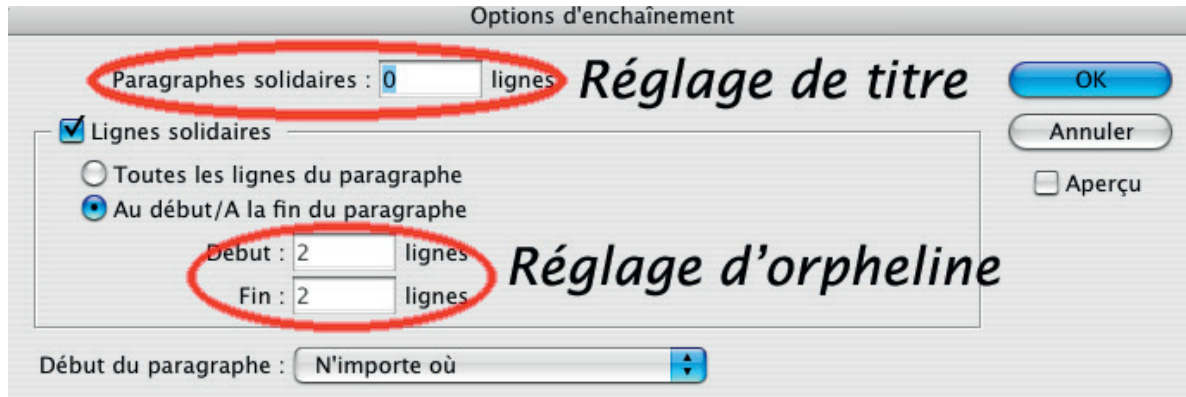 Options d'enchaînement
Paragraphes solidaires : 0 lignes Réglage de titre OK
Lignes solidaires Annuler
Toutes les lignes du paragraphe Aperçu
Au début/A la fin du paragraphe
Début : 2 lignes Réglage d’orpheline
Fin : 2 lignes
Début du paragraphe : N'importe où